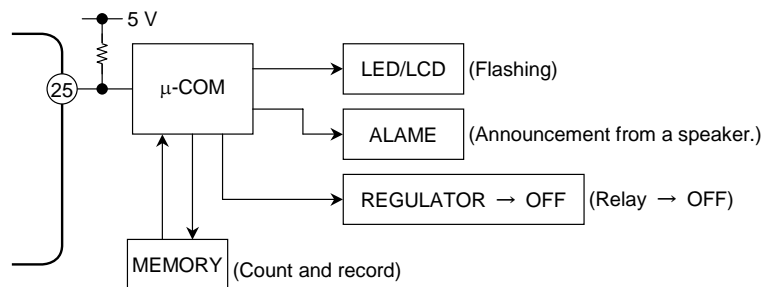 5 V
25
μ-COM
LED/LCD (Flashing)
ALAME (Announcement from a speaker.)
REGULATOR → OFF (Relay → OFF)
MEMORY (Count and record)